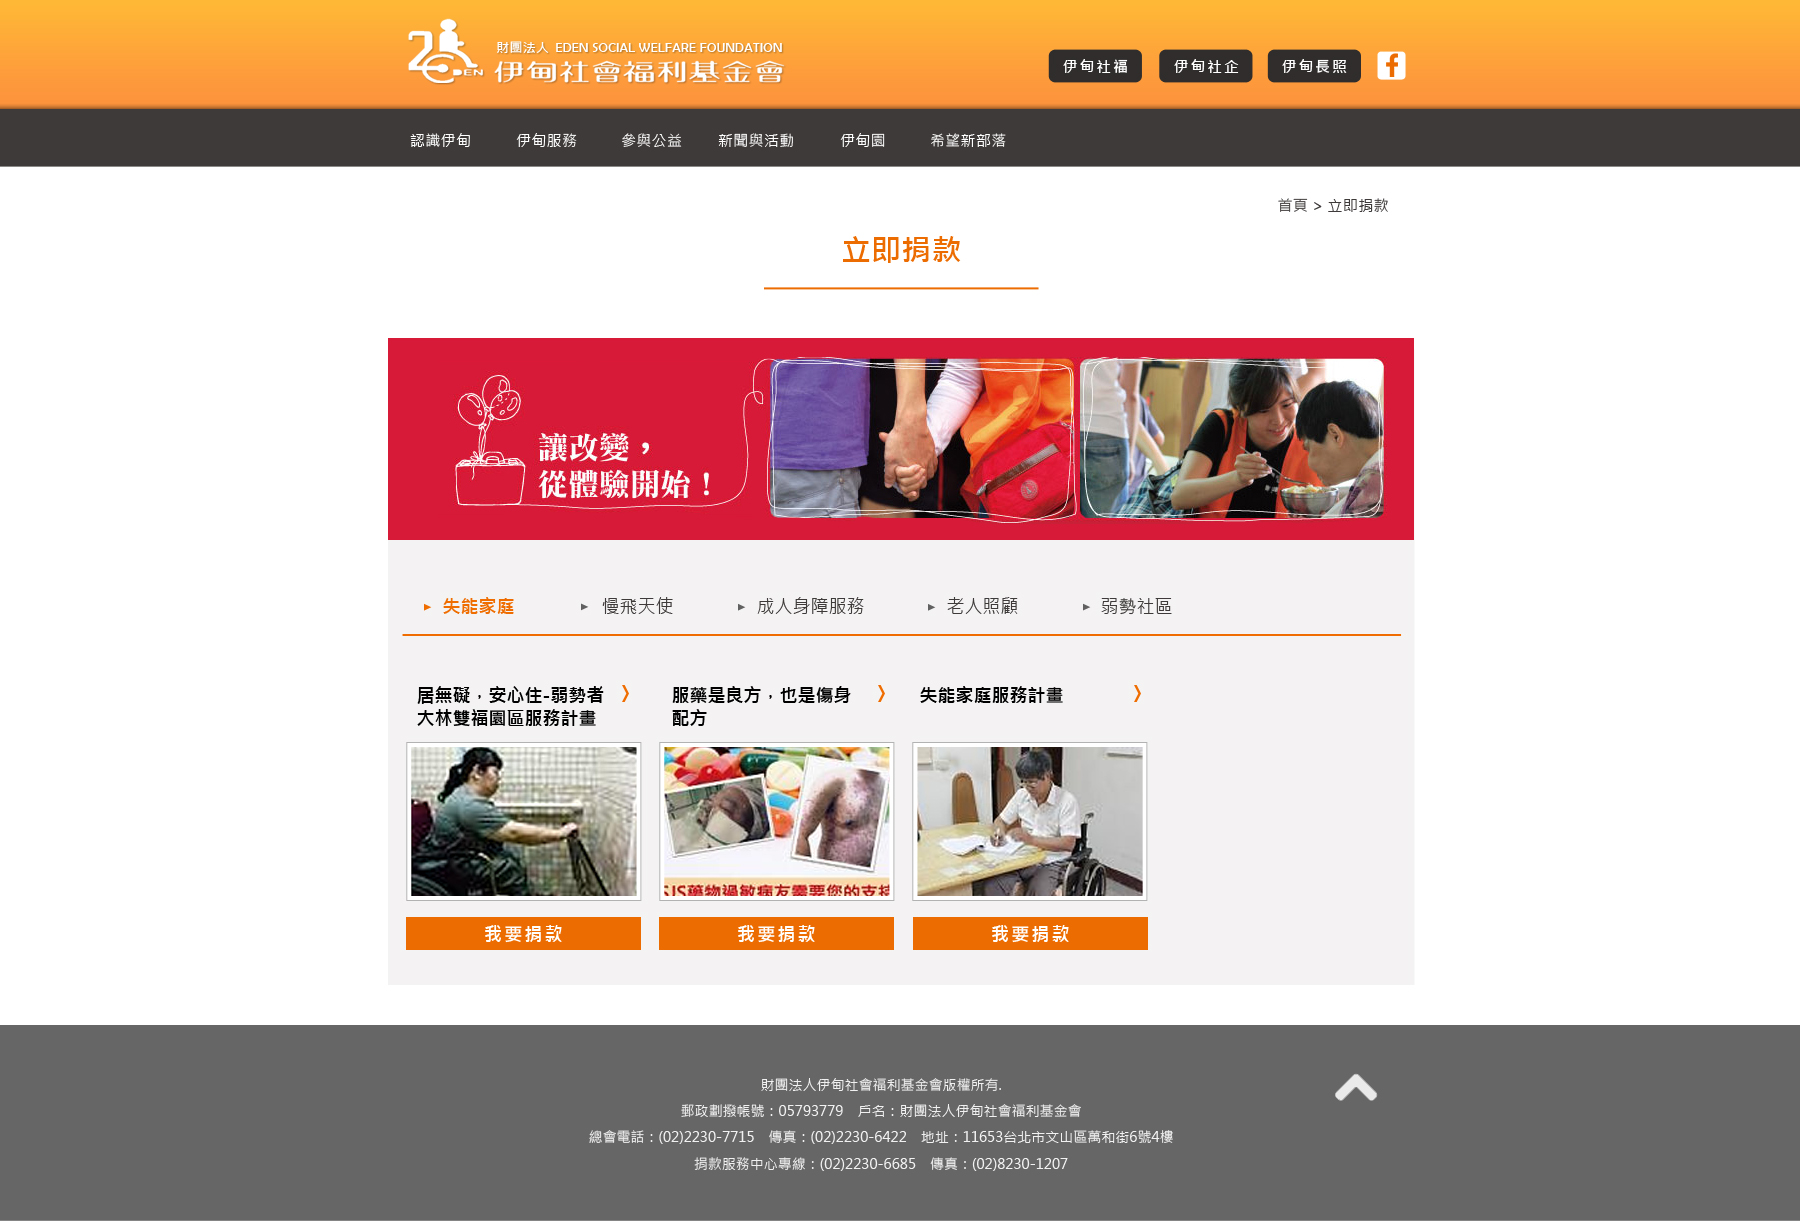 財團法人 EDEN SOCIAL WELFARE FOUNDATION
伊甸社會福利基金會
伊甸社福 伊甸社企 伊甸長照
認識伊甸 伊甸服務 參與公益 新聞與活動 伊甸園 希望新部落
首頁 > 立即捐款
立即捐款
讓改變，
從體驗開始！
▸ 失能家庭 ▸ 慢飛天使 ▸ 成人身障服務 ▸ 老人照顧 ▸ 弱勢社區
居無礙，安心住-弱勢者
大林雙福園區服務計畫
服藥是良方，也是傷身
配方
失能家庭服務計畫
SJS藥物過敏病友需要您的支持
我要捐款 我要捐款 我要捐款
財團法人伊甸社會福利基金會版權所有.
郵政劃撥帳號：05793779 戶名：財團法人伊甸社會福利基金會
總會電話：(02)2230-7715 傳真：(02)2230-6422 地址：11653台北市文山區萬和街6號4樓
捐款服務中心專線：(02)2230-6685 傳真：(02)8230-1207